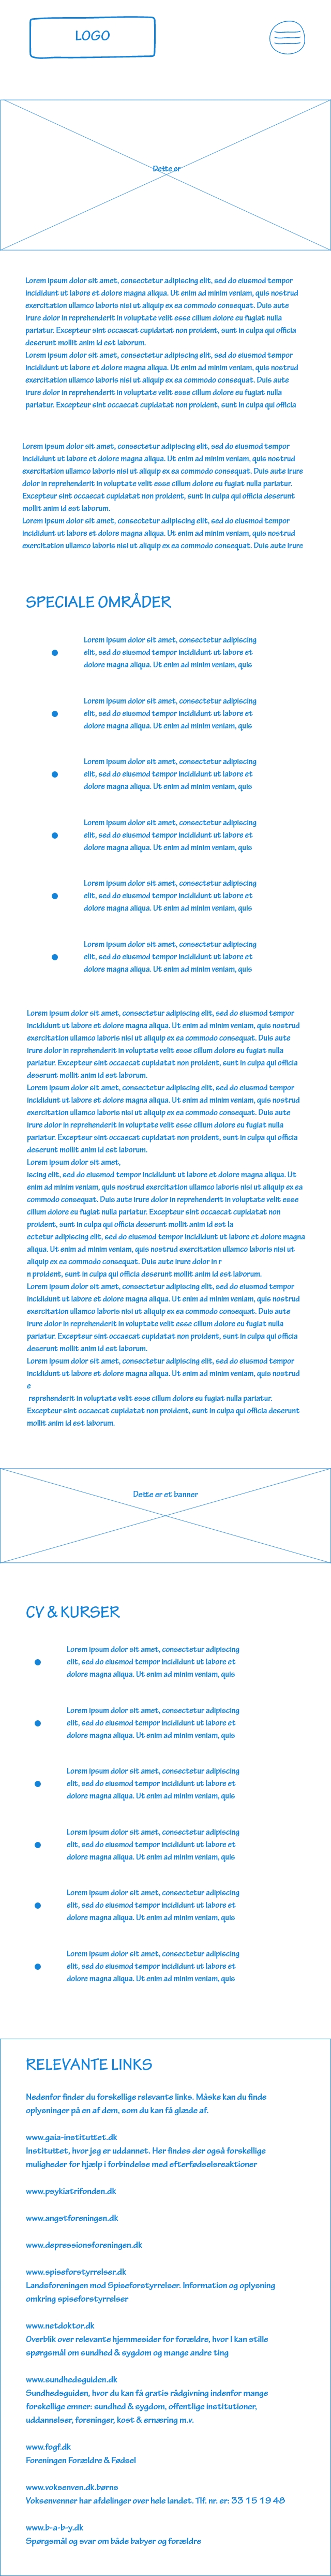 LOGO
Dette er
Lorem ipsum dolor sit amet, consectetur adipiscing elit, sed do eiusmod tempor
incididunt ut labore et dolore magna aliqua. Ut enim ad minim veniam, quis nostrud
exercitation ullamco laboris nisi ut aliquip ex ea commodo consequat. Duis aute
irure dolor in reprehenderit in voluptate velit esse cillum dolore eu fugiat nulla
pariatur. Excepteur sint occaecat cupidatat non proident, sunt in culpa qui officia
deserunt mollit anim id est laborum.
Lorem ipsum dolor sit amet, consectetur adipiscing elit, sed do eiusmod tempor
incididunt ut labore et dolore magna aliqua. Ut enim ad minim veniam, quis nostrud
exercitation ullamco laboris nisi ut aliquip ex ea commodo consequat. Duis aute
irure dolor in reprehenderit in voluptate velit esse cillum dolore eu fugiat nulla
pariatur. Excepteur sint occaecat cupidatat non proident, sunt in culpa qui officia
Lorem ipsum dolor sit amet, consectetur adipiscing elit, sed do eiusmod tempor
incididunt ut labore et dolore magna aliqua. Ut enim ad minim veniam, quis nostrud
exercitation ullamco laboris nisi ut aliquip ex ea commodo consequat. Duis aute irure
dolor in reprehenderit in voluptate velit esse cillum dolore eu fugiat nulla pariatur.
Excepteur sint occaecat cupidatat non proident, sunt in culpa qui officia deserunt
mollit anim id est laborum.
Lorem ipsum dolor sit amet, consectetur adipiscing elit, sed do eiusmod tempor
incididunt ut labore et dolore magna aliqua. Ut enim ad minim veniam, quis nostrud
exercitation ullamco laboris nisi ut aliquip ex ea commodo consequat. Duis aute irure
SPECIALE OMRÅDER
Lorem ipsum dolor sit amet, consectetur adipiscing
elit, sed do eiusmod tempor incididunt ut labore et
dolore magna aliqua. Ut enim ad minim veniam, quis
Lorem ipsum dolor sit amet, consectetur adipiscing
elit, sed do eiusmod tempor incididunt ut labore et
dolore magna aliqua. Ut enim ad minim veniam, quis
Lorem ipsum dolor sit amet, consectetur adipiscing
elit, sed do eiusmod tempor incididunt ut labore et
dolore magna aliqua. Ut enim ad minim veniam, quis
Lorem ipsum dolor sit amet, consectetur adipiscing
elit, sed do eiusmod tempor incididunt ut labore et
dolore magna aliqua. Ut enim ad minim veniam, quis
Lorem ipsum dolor sit amet, consectetur adipiscing
elit, sed do eiusmod tempor incididunt ut labore et
dolore magna aliqua. Ut enim ad minim veniam, quis
Lorem ipsum dolor sit amet, consectetur adipiscing
elit, sed do eiusmod tempor incididunt ut labore et
dolore magna aliqua. Ut enim ad minim veniam, quis
Lorem ipsum dolor sit amet, consectetur adipiscing elit, sed do eiusmod tempor
incididunt ut labore et dolore magna aliqua. Ut enim ad minim veniam, quis nostrud
exercitation ullamco laboris nisi ut aliquip ex ea commodo consequat. Duis aute
irure dolor in reprehenderit in voluptate velit esse cillum dolore eu fugiat nulla
pariatur. Excepteur sint occaecat cupidatat non proident, sunt in culpa qui officia
deserunt mollit anim id est laborum.
Lorem ipsum dolor sit amet, consectetur adipiscing elit, sed do eiusmod tempor
incididunt ut labore et dolore magna aliqua. Ut enim ad minim veniam, quis nostrud
exercitation ullamco laboris nisi ut aliquip ex ea commodo consequat. Duis aute
irure dolor in reprehenderit in voluptate velit esse cillum dolore eu fugiat nulla
pariatur. Excepteur sint occaecat cupidatat non proident, sunt in culpa qui officia
deserunt mollit anim id est laborum.
Lorem ipsum dolor sit amet,
iscing elit, sed do eiusmod tempor incididunt ut labore et dolore magna aliqua. Ut
enim ad minim veniam, quis nostrud exercitation ullamco laboris nisi ut aliquip ex ea
commodo consequat. Duis aute irure dolor in reprehenderit in voluptate velit esse
cillum dolore eu fugiat nulla pariatur. Excepteur sint occaecat cupidatat non
proident, sunt in culpa qui officia deserunt mollit anim id est la
ectetur adipiscing elit, sed do eiusmod tempor incididunt ut labore et dolore magna
aliqua. Ut enim ad minim veniam, quis nostrud exercitation ullamco laboris nisi ut
aliquip ex ea commodo consequat. Duis aute irure dolor in r
n proident, sunt in culpa qui officia deserunt mollit anim id est laborum.
Lorem ipsum dolor sit amet, consectetur adipiscing elit, sed do eiusmod tempor
incididunt ut labore et dolore magna aliqua. Ut enim ad minim veniam, quis nostrud
exercitation ullamco laboris nisi ut aliquip ex ea commodo consequat. Duis aute
irure dolor in reprehenderit in voluptate velit esse cillum dolore eu fugiat nulla
pariatur. Excepteur sint occaecat cupidatat non proident, sunt in culpa qui officia
deserunt mollit anim id est laborum.
Lorem ipsum dolor sit amet, consectetur adipiscing elit, sed do eiusmod tempor
incididunt ut labore et dolore magna aliqua. Ut enim ad minim veniam, quis nostrud
e
reprehenderit in voluptate velit esse cillum dolore eu fugiat nulla pariatur.
Excepteur sint occaecat cupidatat non proident, sunt in culpa qui officia deserunt
mollit anim id est laborum.
Dette er et banner
CV & KURSER
Lorem ipsum dolor sit amet, consectetur adipiscing
elit, sed do eiusmod tempor incididunt ut labore et
dolore magna aliqua. Ut enim ad minim veniam, quis
Lorem ipsum dolor sit amet, consectetur adipiscing
elit, sed do eiusmod tempor incididunt ut labore et
dolore magna aliqua. Ut enim ad minim veniam, quis
Lorem ipsum dolor sit amet, consectetur adipiscing
elit, sed do eiusmod tempor incididunt ut labore et
dolore magna aliqua. Ut enim ad minim veniam, quis
Lorem ipsum dolor sit amet, consectetur adipiscing
elit, sed do eiusmod tempor incididunt ut labore et
dolore magna aliqua. Ut enim ad minim veniam, quis
Lorem ipsum dolor sit amet, consectetur adipiscing
elit, sed do eiusmod tempor incididunt ut labore et
dolore magna aliqua. Ut enim ad minim veniam, quis
Lorem ipsum dolor sit amet, consectetur adipiscing
elit, sed do eiusmod tempor incididunt ut labore et
dolore magna aliqua. Ut enim ad minim veniam, quis
RELEVANTE LINKS
Nedenfor finder du forskellige relevante links. Måske kan du finde
oplysninger på en af dem, som du kan få glæde af.
www.gaia-instituttet.dk
Instituttet, hvor jeg er uddannet. Her findes der også forskellige
muligheder for hjælp i forbindelse med efterfødselsreaktioner
www.psykiatrifonden.dk
www.angstforeningen.dk
www.depressionsforeningen.dk
www.spiseforstyrrelser.dk
Landsforeningen mod Spiseforstyrrelser. Information og oplysning
omkring spiseforstyrrelser
www.netdoktor.dk
Overblik over relevante hjemmesider for forældre, hvor I kan stille
spørgsmål om sundhed & sygdom og mange andre ting
www.sundhedsguiden.dk
Sundhedsguiden, hvor du kan få gratis rådgivning indenfor mange
forskellige emner: sundhed & sygdom, offentlige institutioner,
uddannelser, foreninger, kost & ernæring m.v.
www.fogf.dk
Foreningen Forældre & Fødsel
www.voksenven.dk.børns
Voksenvenner har afdelinger over hele landet. Tlf. nr. er: 33 15 19 48
www.b-a-b-y.dk
Spørgsmål og svar om både babyer og forældre